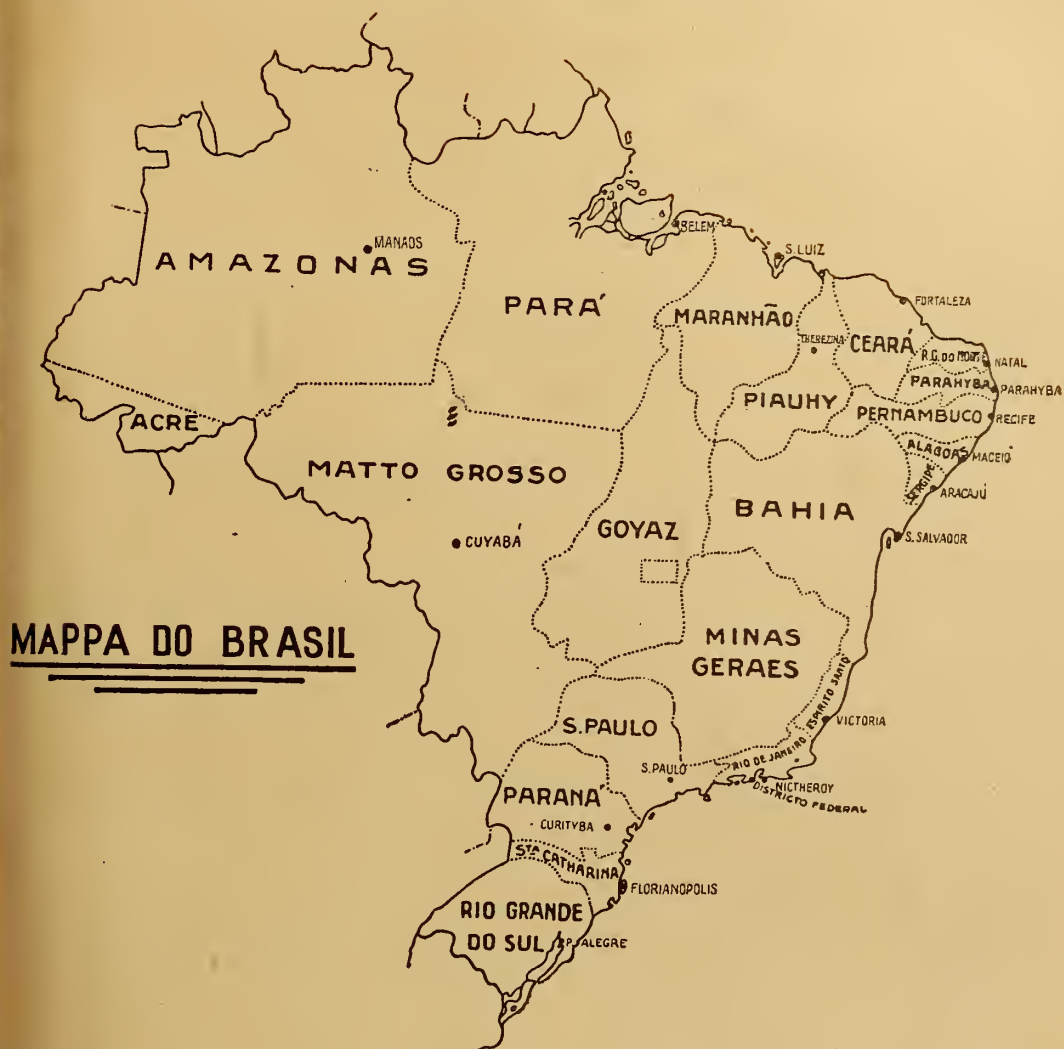 MANAOS
AMAZONAS
BELEM
S. LUIZ
PARÁ
MARANHÃO
FORTALEZA
THEREZINA
CEARÁ
R.G. DO NORTE
NATAL
PARAHYBA
PARAHYBA
PIAUHY
PERNAMBUCO
RECIFE
ACRE
ALAGOAS
MACEIÓ
MATTO GROSSO
SERGIPE
ARACAJÚ
BAHIA
GOYAZ
CUYABÁ
S. SALVADOR
MAPPA DO BRASIL
MINAS
GERAES
ESPIRITO SANTO
VICTORIA
S. PAULO
RIO DE JANEIRO
S. PAULO
NICTHEROY
DISTRICTO FEDERAL
PARANÁ
CURITYBA
STA CATHARINA
FLORIANOPOLIS
RIO GRANDE
DO SUL
P. ALEGRE